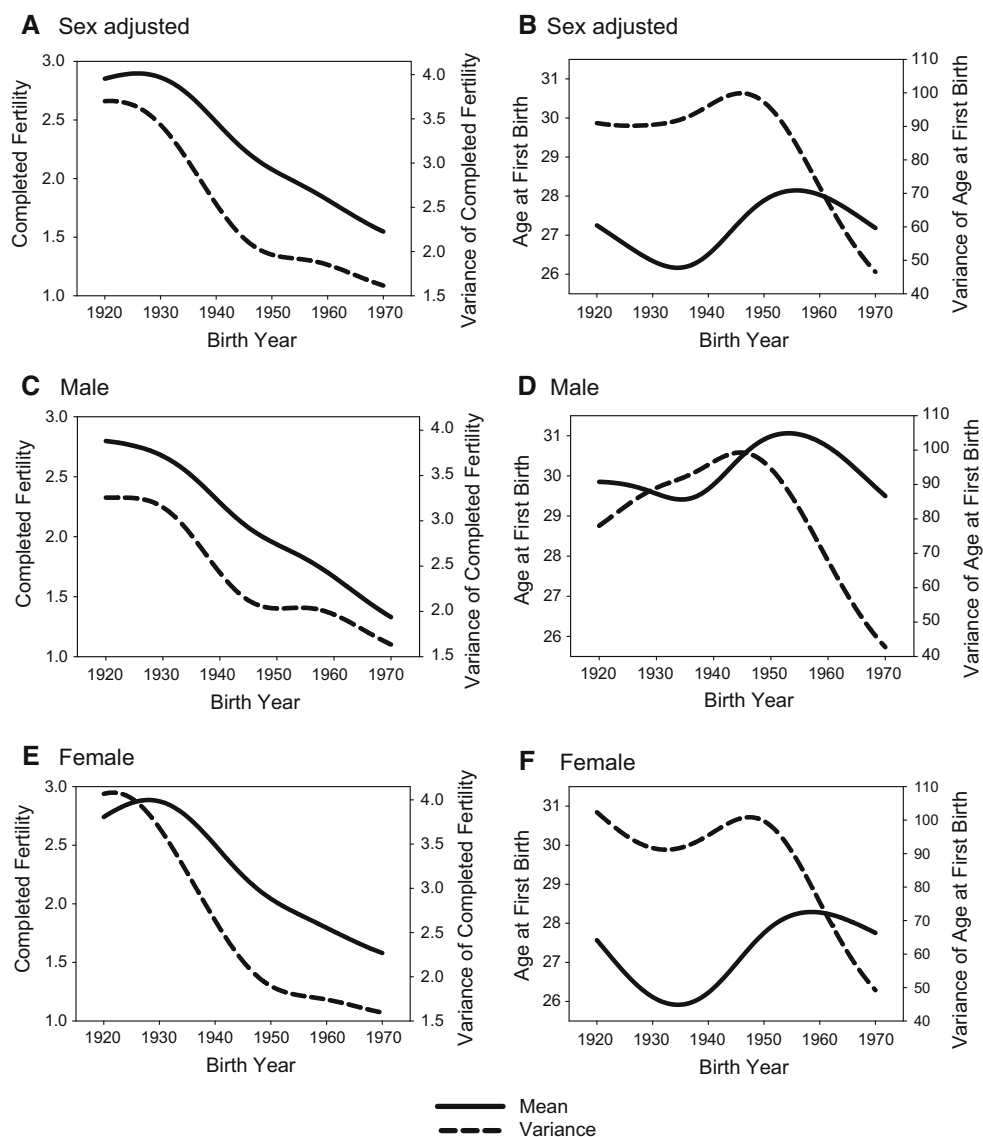 A Sex adjusted
Completed Fertility
3.0
2.5
2.0
1.5
1.0
4.0
3.5
3.0
2.5
2.0
1.5
Variance of Completed Fertility
1920 1930 1940 1950 1960 1970
Birth Year
B Sex adjusted
Age at First Birth
31
30
29
28
27
26
110
100
90
80
70
60
50
40
Variance of Age at First Birth
1920 1930 1940 1950 1960 1970
Birth Year
C Male
Completed Fertility
3.0
2.5
2.0
1.5
1.0
4.0
3.5
3.0
2.5
2.0
1.5
Variance of Completed Fertility
1920 1930 1940 1950 1960 1970
Birth Year
D Male
Age at First Birth
31
30
29
28
27
26
110
100
90
80
70
60
50
40
Variance of Age at First Birth
1920 1930 1940 1950 1960 1970
Birth Year
E Female
Completed Fertility
3.0
2.5
2.0
1.5
1.0
4.0
3.5
3.0
2.5
2.0
1.5
Variance of Completed Fertility
1920 1930 1940 1950 1960 1970
Birth Year
F Female
Age at First Birth
31
30
29
28
27
26
110
100
90
80
70
60
50
40
Variance of Age at First Birth
1920 1930 1940 1950 1960 1970
Birth Year
Mean
Variance